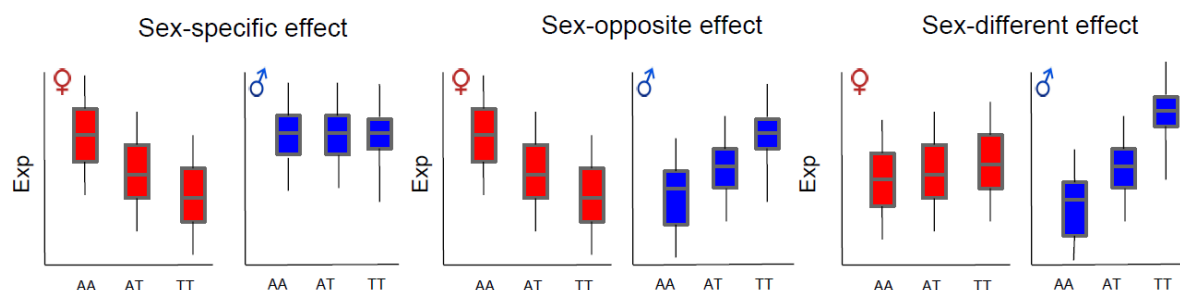 Sex-specific effect
Sex-opposite effect
Sex-different effect
♀
♂
♀
♂
♀
♂
Exp
Exp
Exp
AA AT TT
AA AT TT
AA AT TT
AA AT TT
AA AT TT
AA AT TT